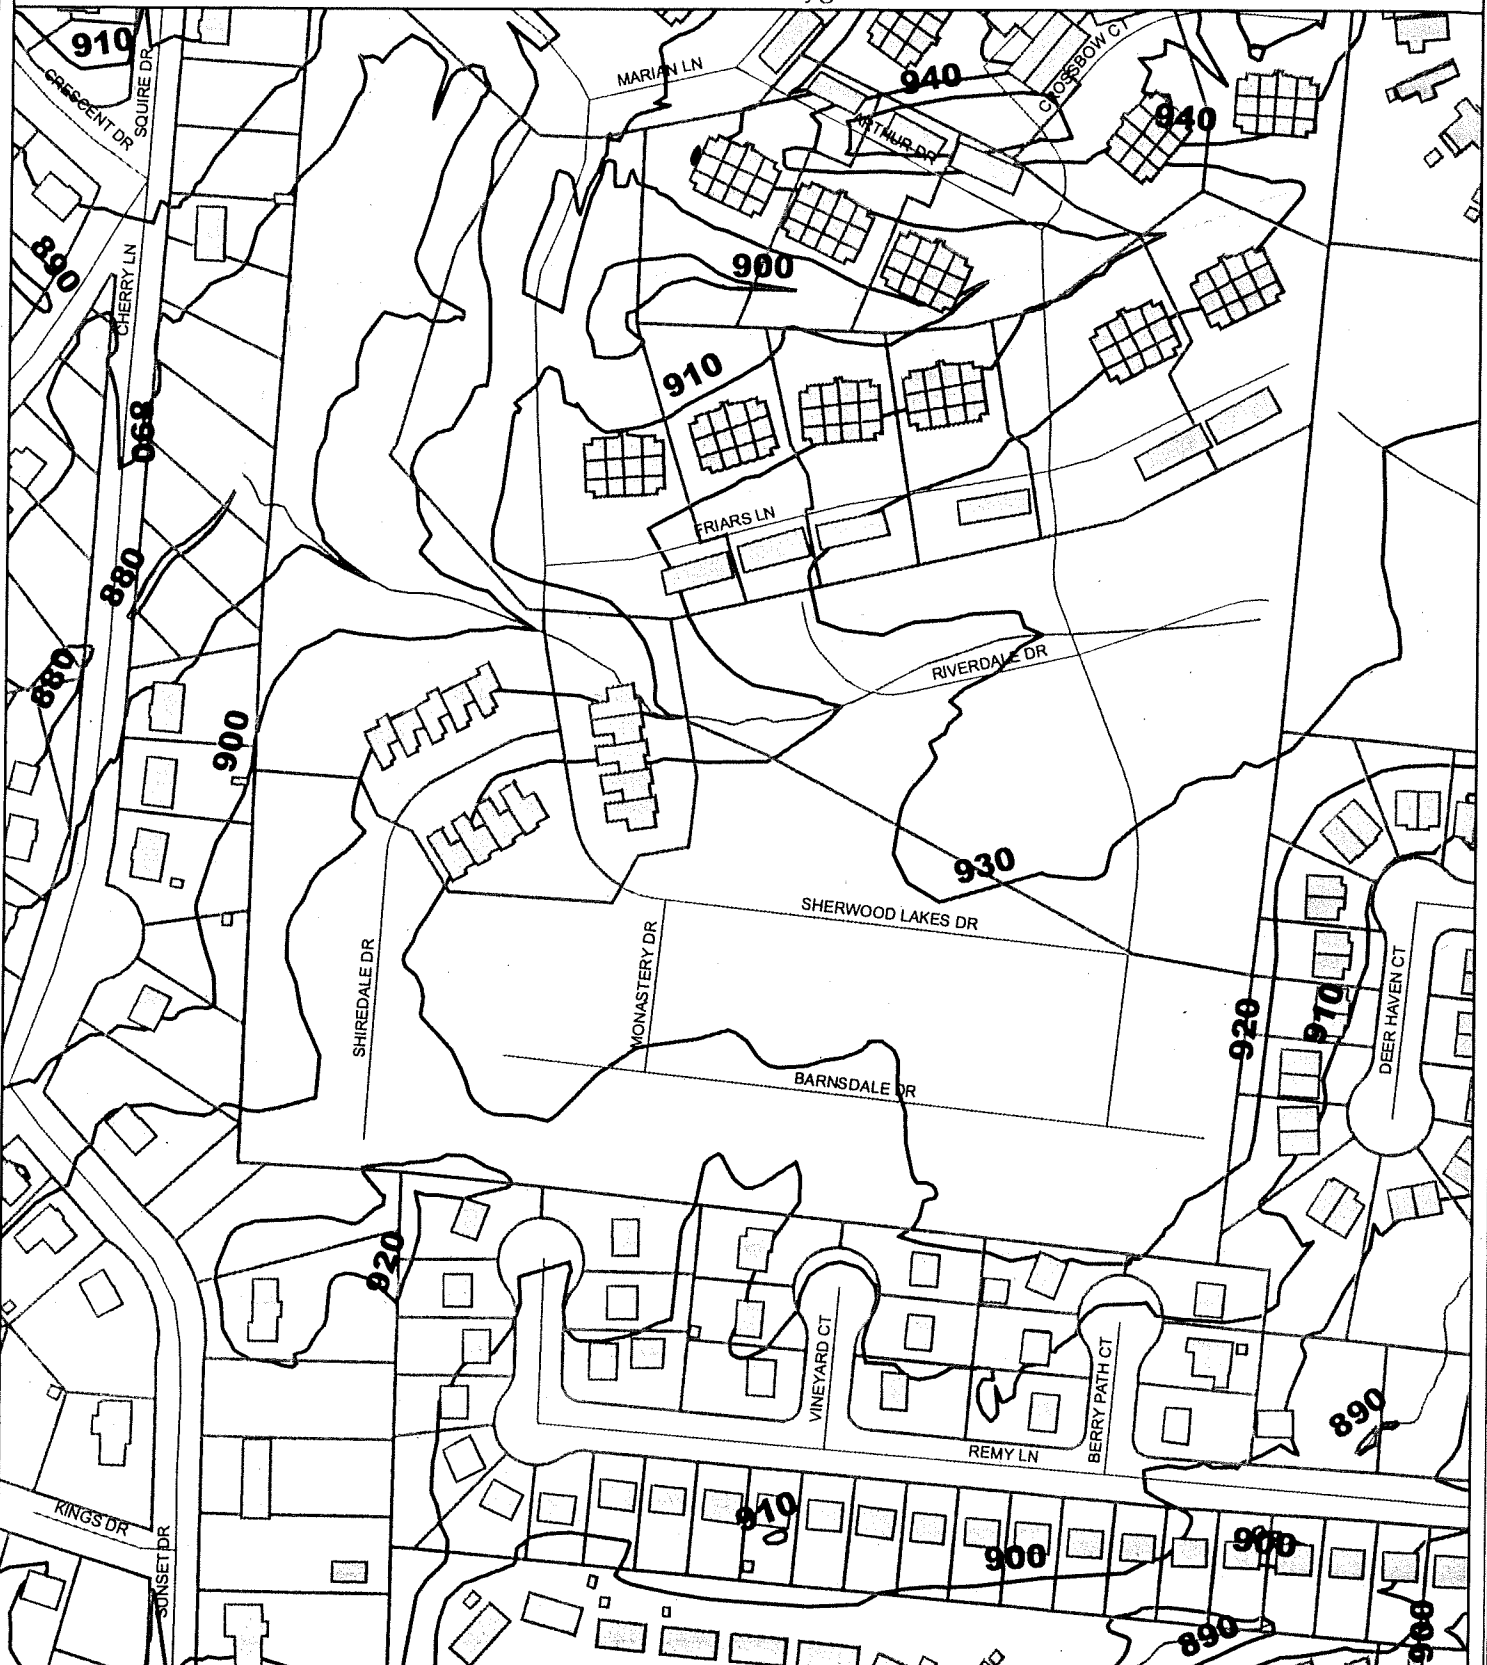 910
CRESCENT DR
SQUIRE DR
MARIAN LN
940
CROSSBOW CT
ARTHUR DR
940
890
CHERRY LN
900
910
890
FRIARS LN
880
880
RIVERDALE DR
900
930
SHERWOOD LAKES DR
MONASTERY DR
SHIREDALE DR
BARNSDALE DR
920
910
DEER HAVEN CT
920
VINEYARD CT
BERRY PATH CT
890
REMY LN
KINGS DR
SUNSET DR
910
900
900
890
900